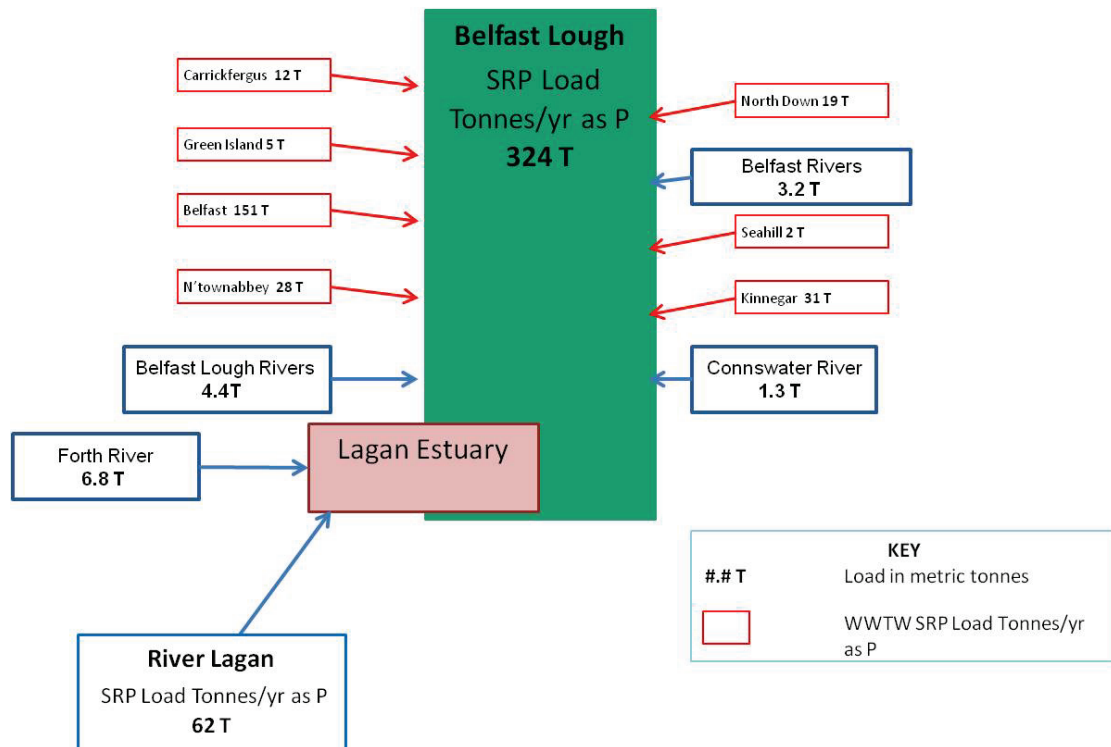 Belfast Lough
SRP Load
Tonnes/yr as P
324 T
Carrickfergus 12 T
Green Island 5 T
Belfast 151 T
N'townabbey 28 T
North Down 19 T
Belfast Rivers
3.2 T
Seahill 2 T
Kinnegar 31 T
Belfast Lough Rivers
4.4T
Connswater River
1.3 T
Forth River
6.8 T
Lagan Estuary
River Lagan
SRP Load Tonnes/yr as P
62 T
KEY
#.# T Load in metric tonnes
WWTW SRP Load Tonnes/yr
as P